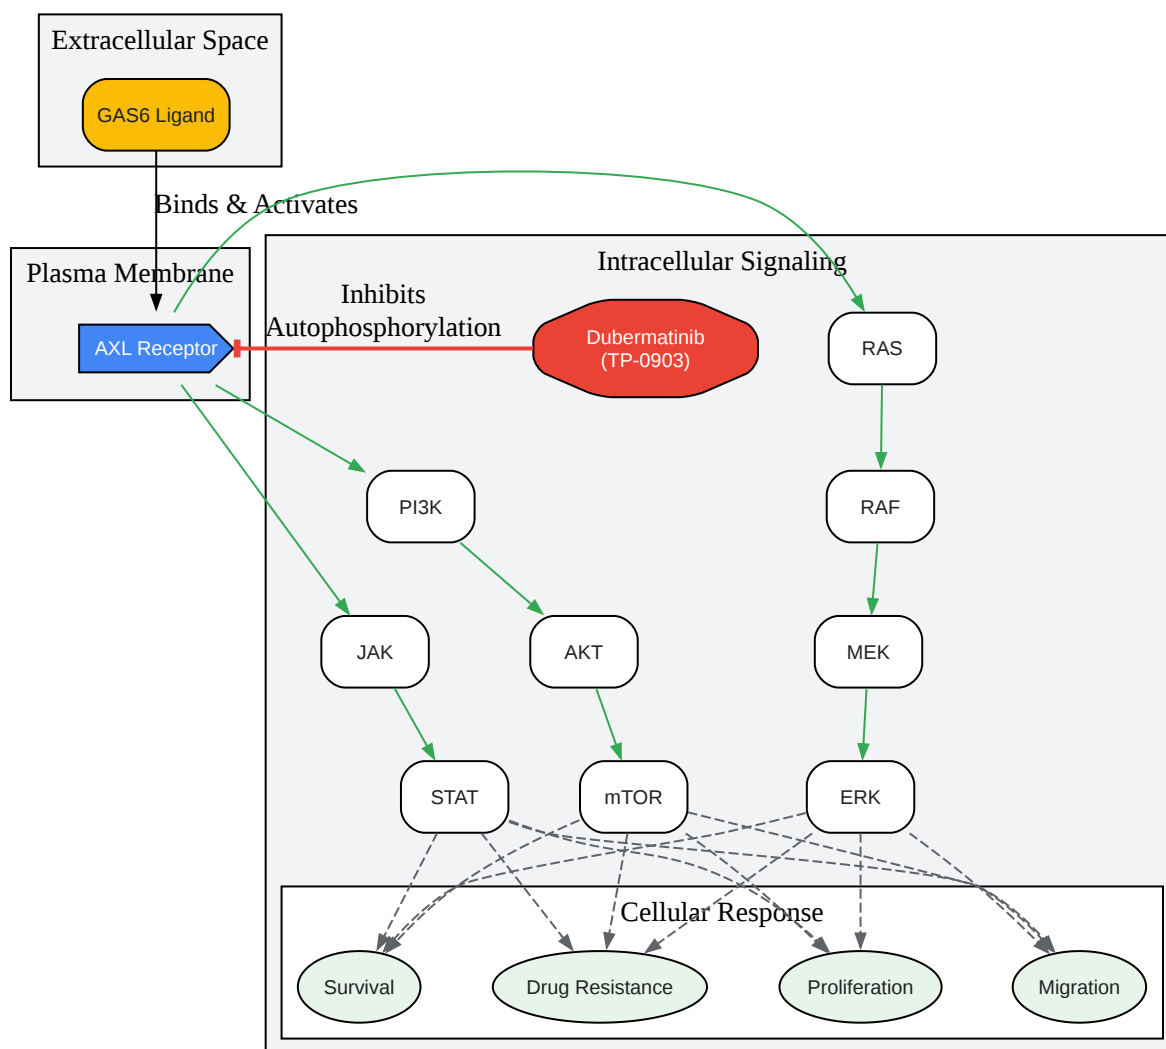 Extracellular Space
GAS6 Ligand
Binds & Activates
Plasma Membrane
AXL Receptor
Intracellular Signaling
Inhibits
Autophosphorylation
Dubermatinib
(TP-0903)
RAS
PI3K
RAF
JAK
AKT
MEK
STAT
mTOR
ERK
Cellular Response
Survival
Drug Resistance
Proliferation
Migration